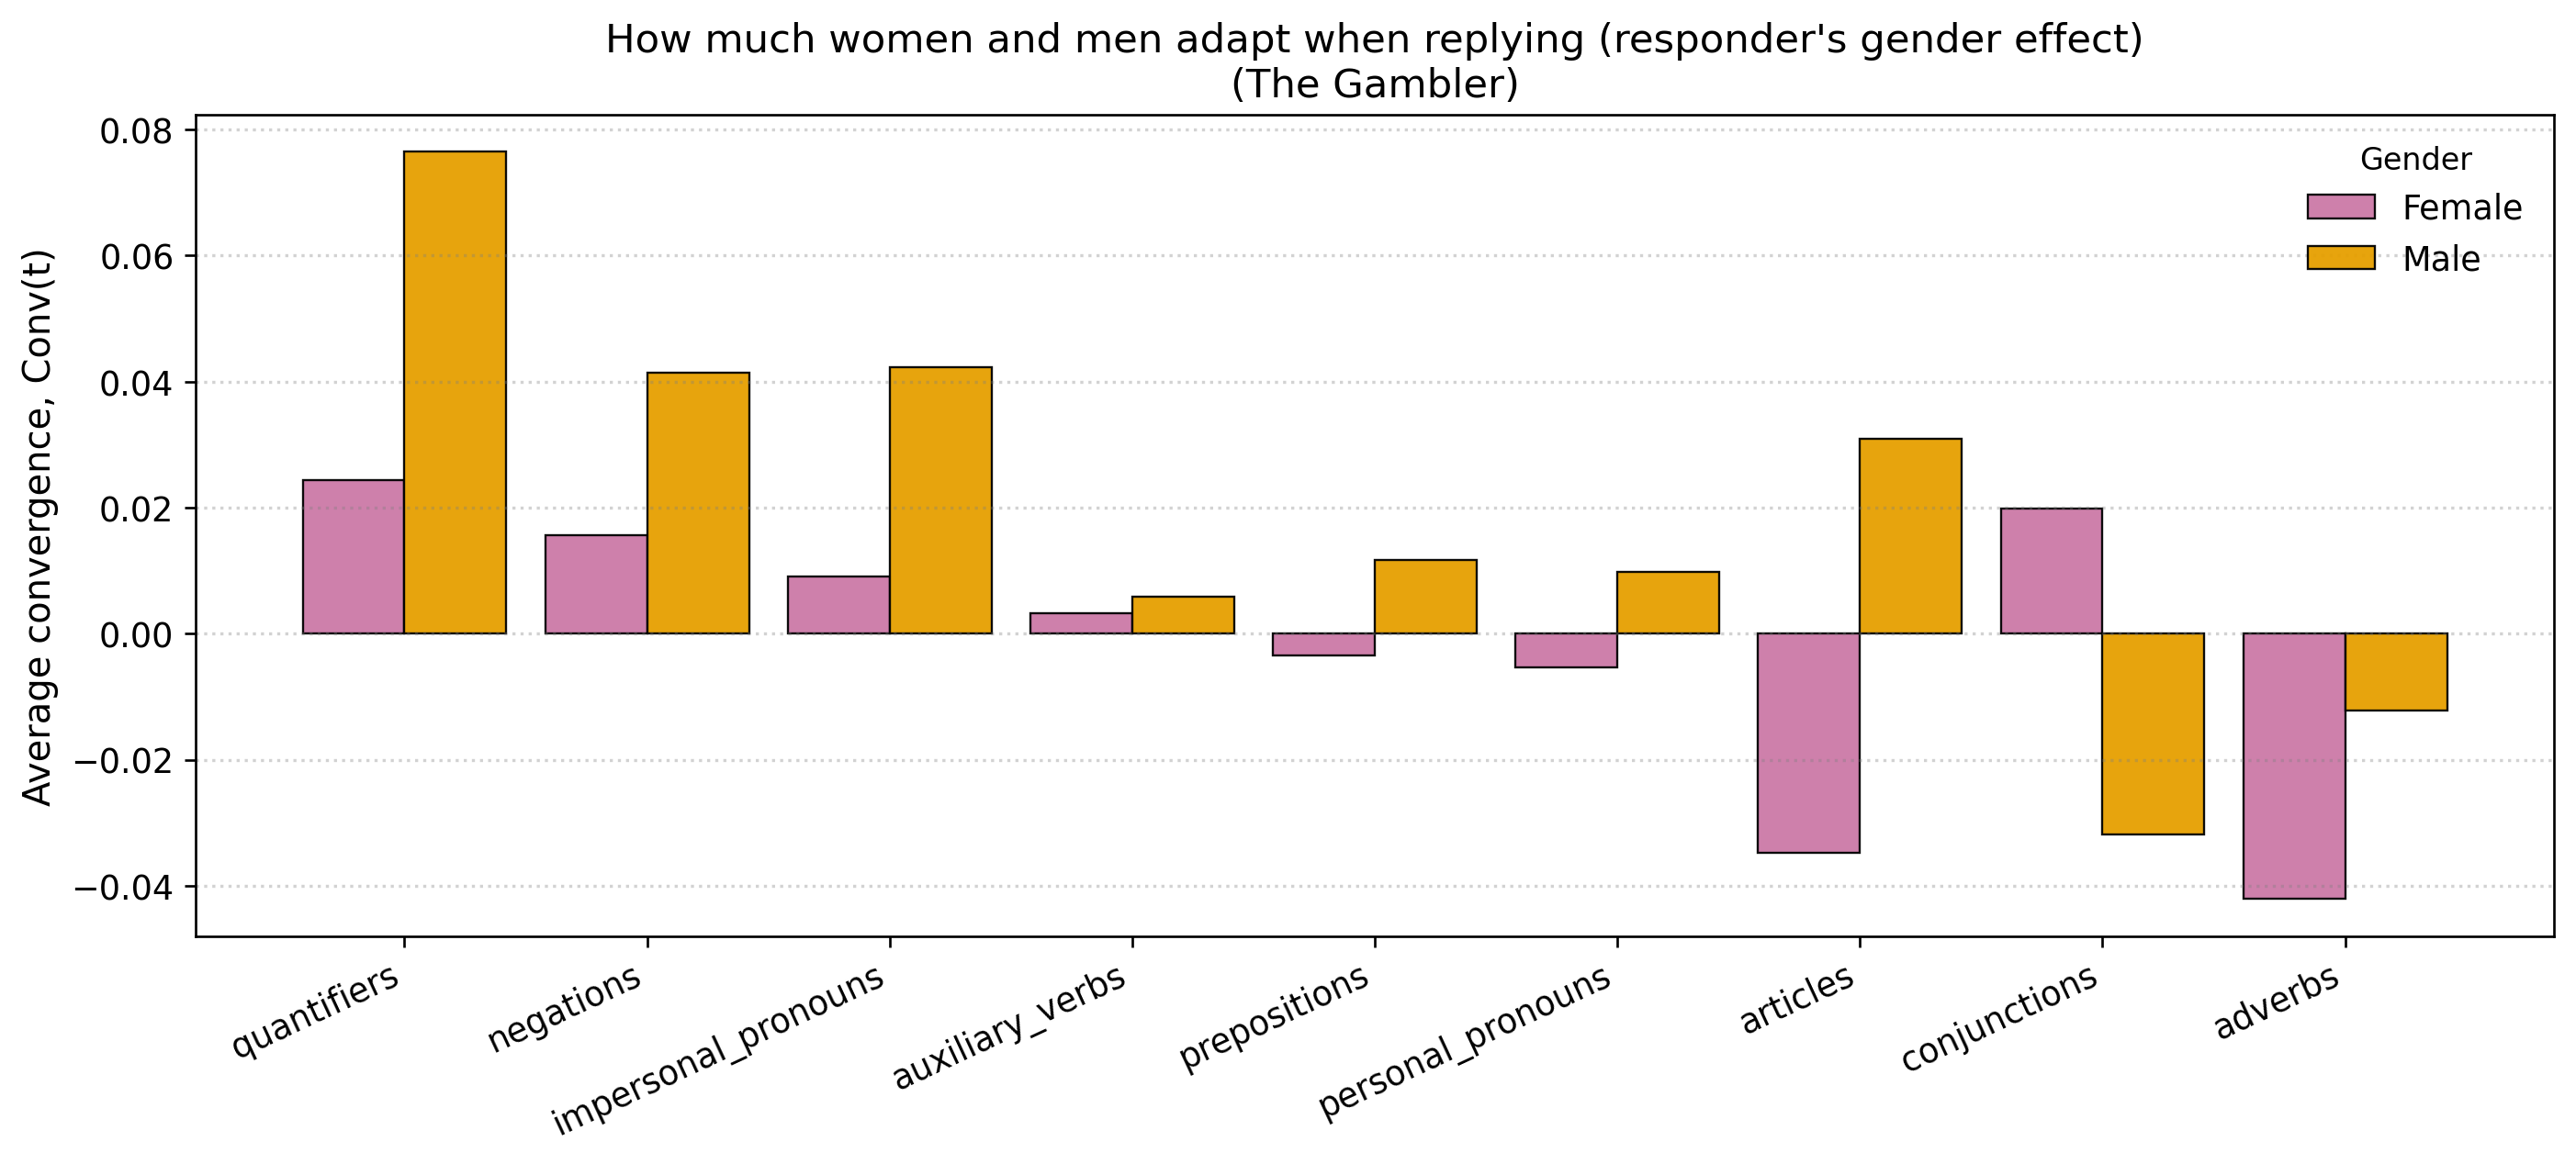 How much women and men adapt when replying (responder's gender effect)
(The Gambler)
Average convergence, Conv(t)
0.08
0.06
0.04
0.02
0.00
−0.02
−0.04
Gender
Female
Male
quantifiers
negations
impersonal_pronouns
auxiliary_verbs
prepositions
personal_pronouns
articles
conjunctions
adverbs